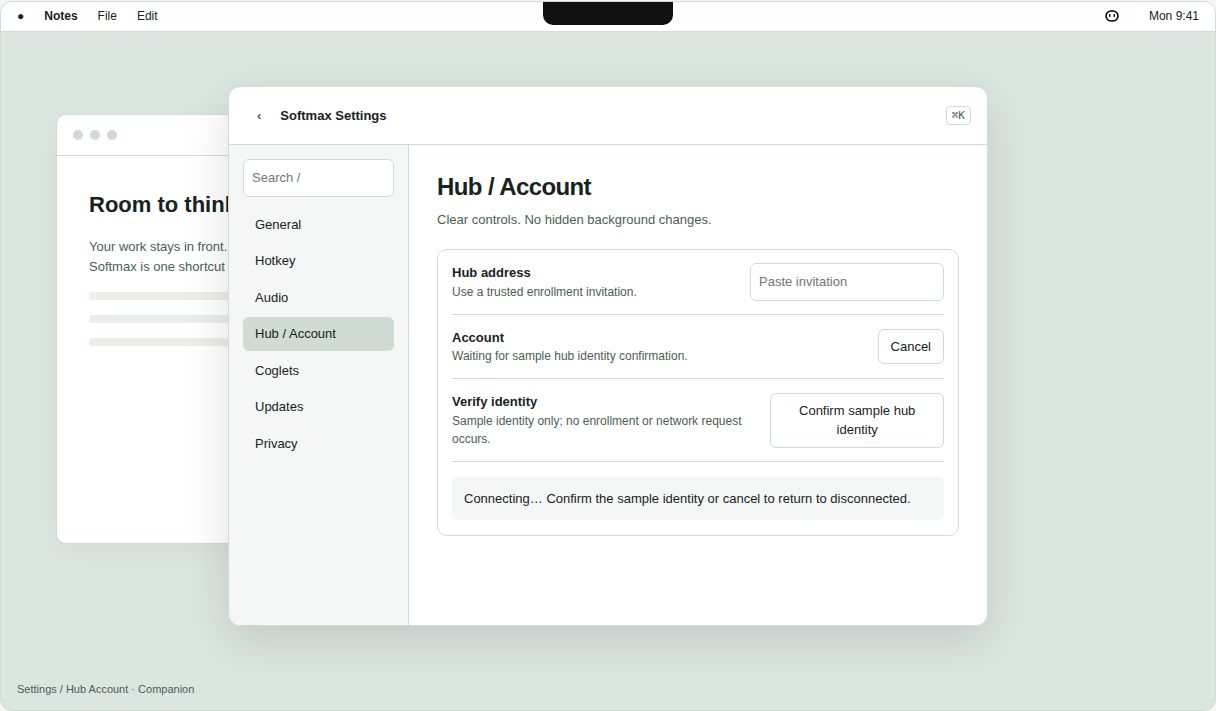 Notes File Edit Mon 9:41
‹ Softmax Settings ⌘K
Room to think
Your work stays in front.
Softmax is one shortcut
Search /
General
Hotkey
Audio
Hub / Account
Coglets
Updates
Privacy
Hub / Account
Clear controls. No hidden background changes.
Hub address
Use a trusted enrollment invitation.
Paste invitation
Account
Waiting for sample hub identity confirmation.
Cancel
Verify identity
Sample identity only; no enrollment or network request
occurs.
Confirm sample hub
identity
Connecting… Confirm the sample identity or cancel to return to disconnected.
Settings / Hub Account · Companion